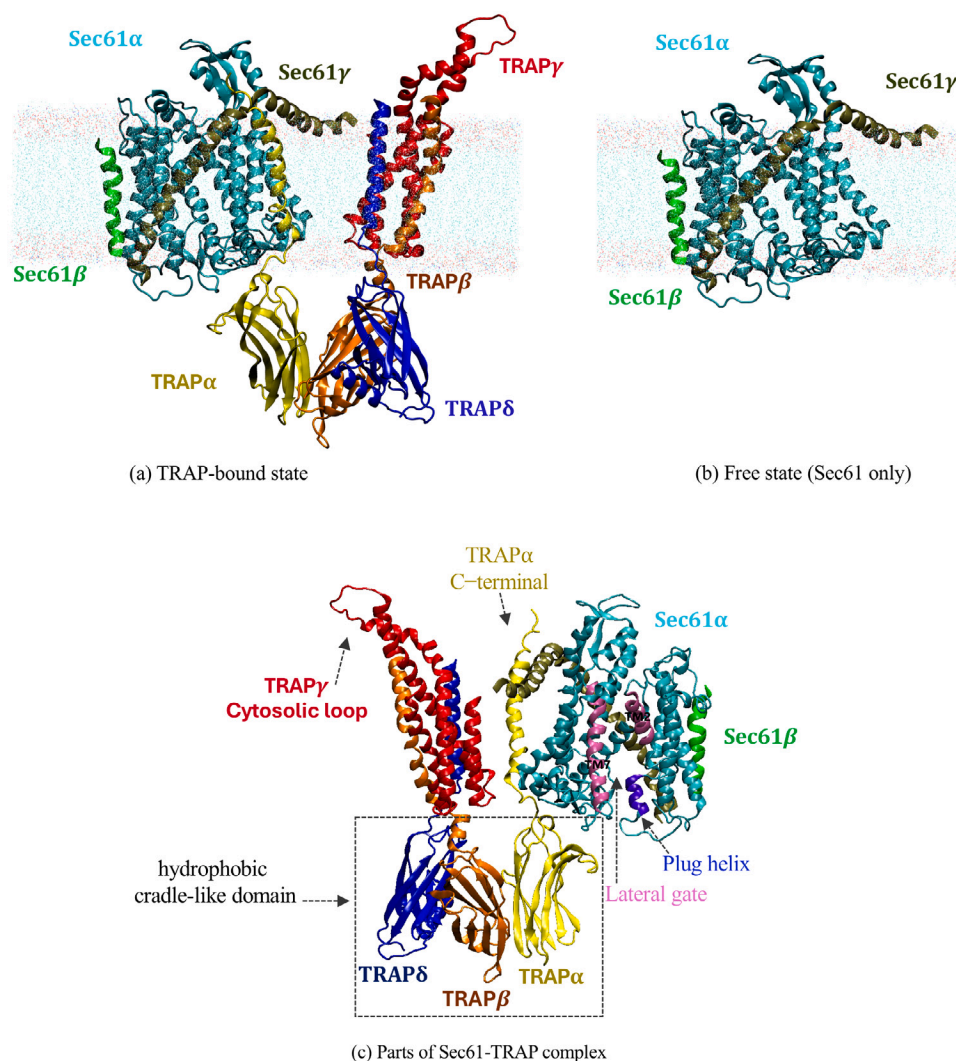 Sec61α
Sec61γ
TRAPγ
Sec61β
TRAPβ
TRAPα
TRAPδ
(a) TRAP-bound state
Sec61α
Sec61γ
Sec61β
(b) Free state (Sec61 only)
TRAPα
C−terminal
Sec61α
TRAPγ
Cytosolic loop
TM2
Sec61β
TM7
Plug helix
Lateral gate
hydrophobic
cradle-like domain
TRAPδ
TRAPβ
TRAPα
(c) Parts of Sec61-TRAP complex